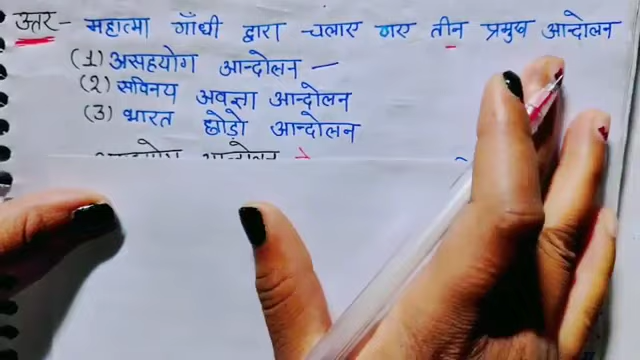 उत्तर- महात्मा गाँधी द्वारा चलाए गए तीन प्रमुख आन्दोलन
(1) असहयोग आन्दोलन –
(2) सविनय अवज्ञा आन्दोलन
(3) भारत छोड़ो आन्दोलन